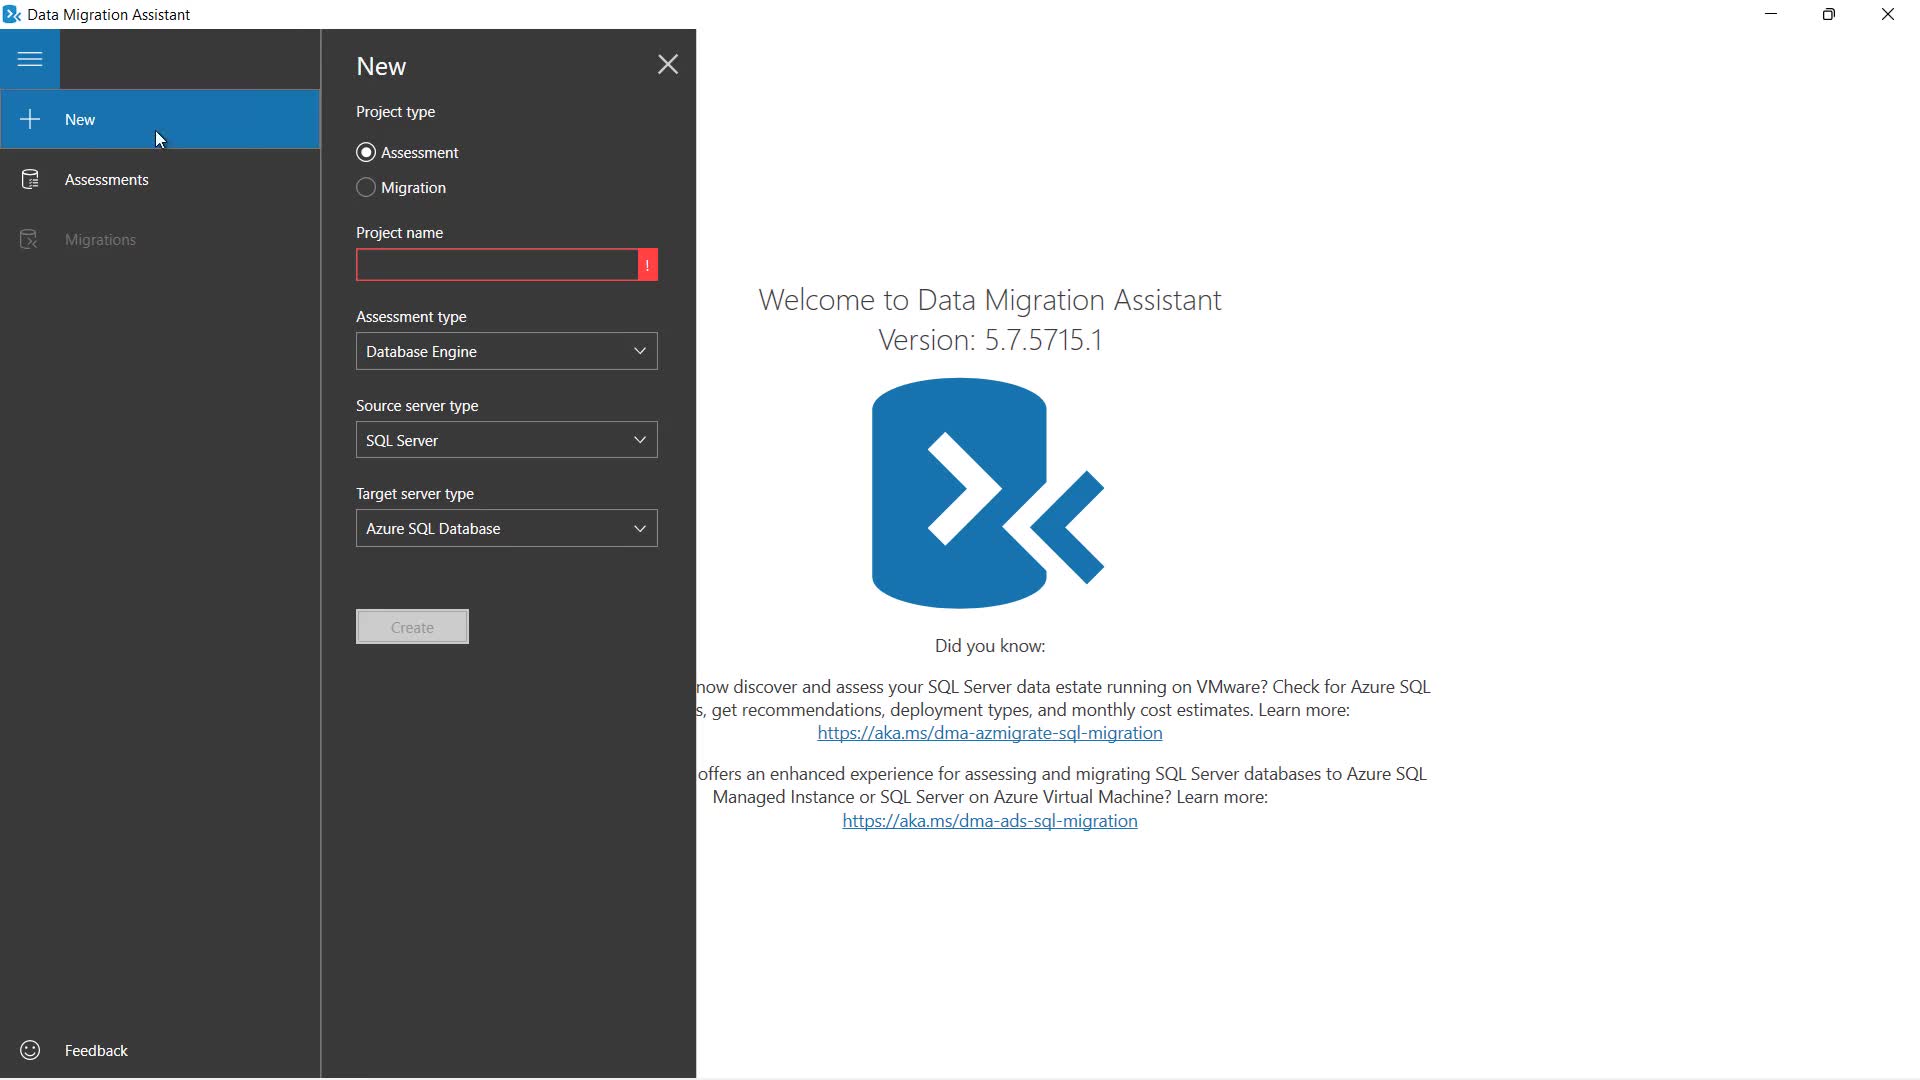 Data Migration Assistant
New
Assessments
Migrations
Feedback
New
Project type
Assessment
Migration
Project name
!
Assessment type
Database Engine
Source server type
SQL Server
Target server type
Azure SQL Database
Create
Welcome to Data Migration Assistant
Version: 5.7.5715.1
Did you know:
now discover and assess your SQL Server data estate running on VMware? Check for Azure SQL
s, get recommendations, deployment types, and monthly cost estimates. Learn more:
https://aka.ms/dma-azmigrate-sql-migration
offers an enhanced experience for assessing and migrating SQL Server databases to Azure SQL
Managed Instance or SQL Server on Azure Virtual Machine? Learn more:
https://aka.ms/dma-ads-sql-migration